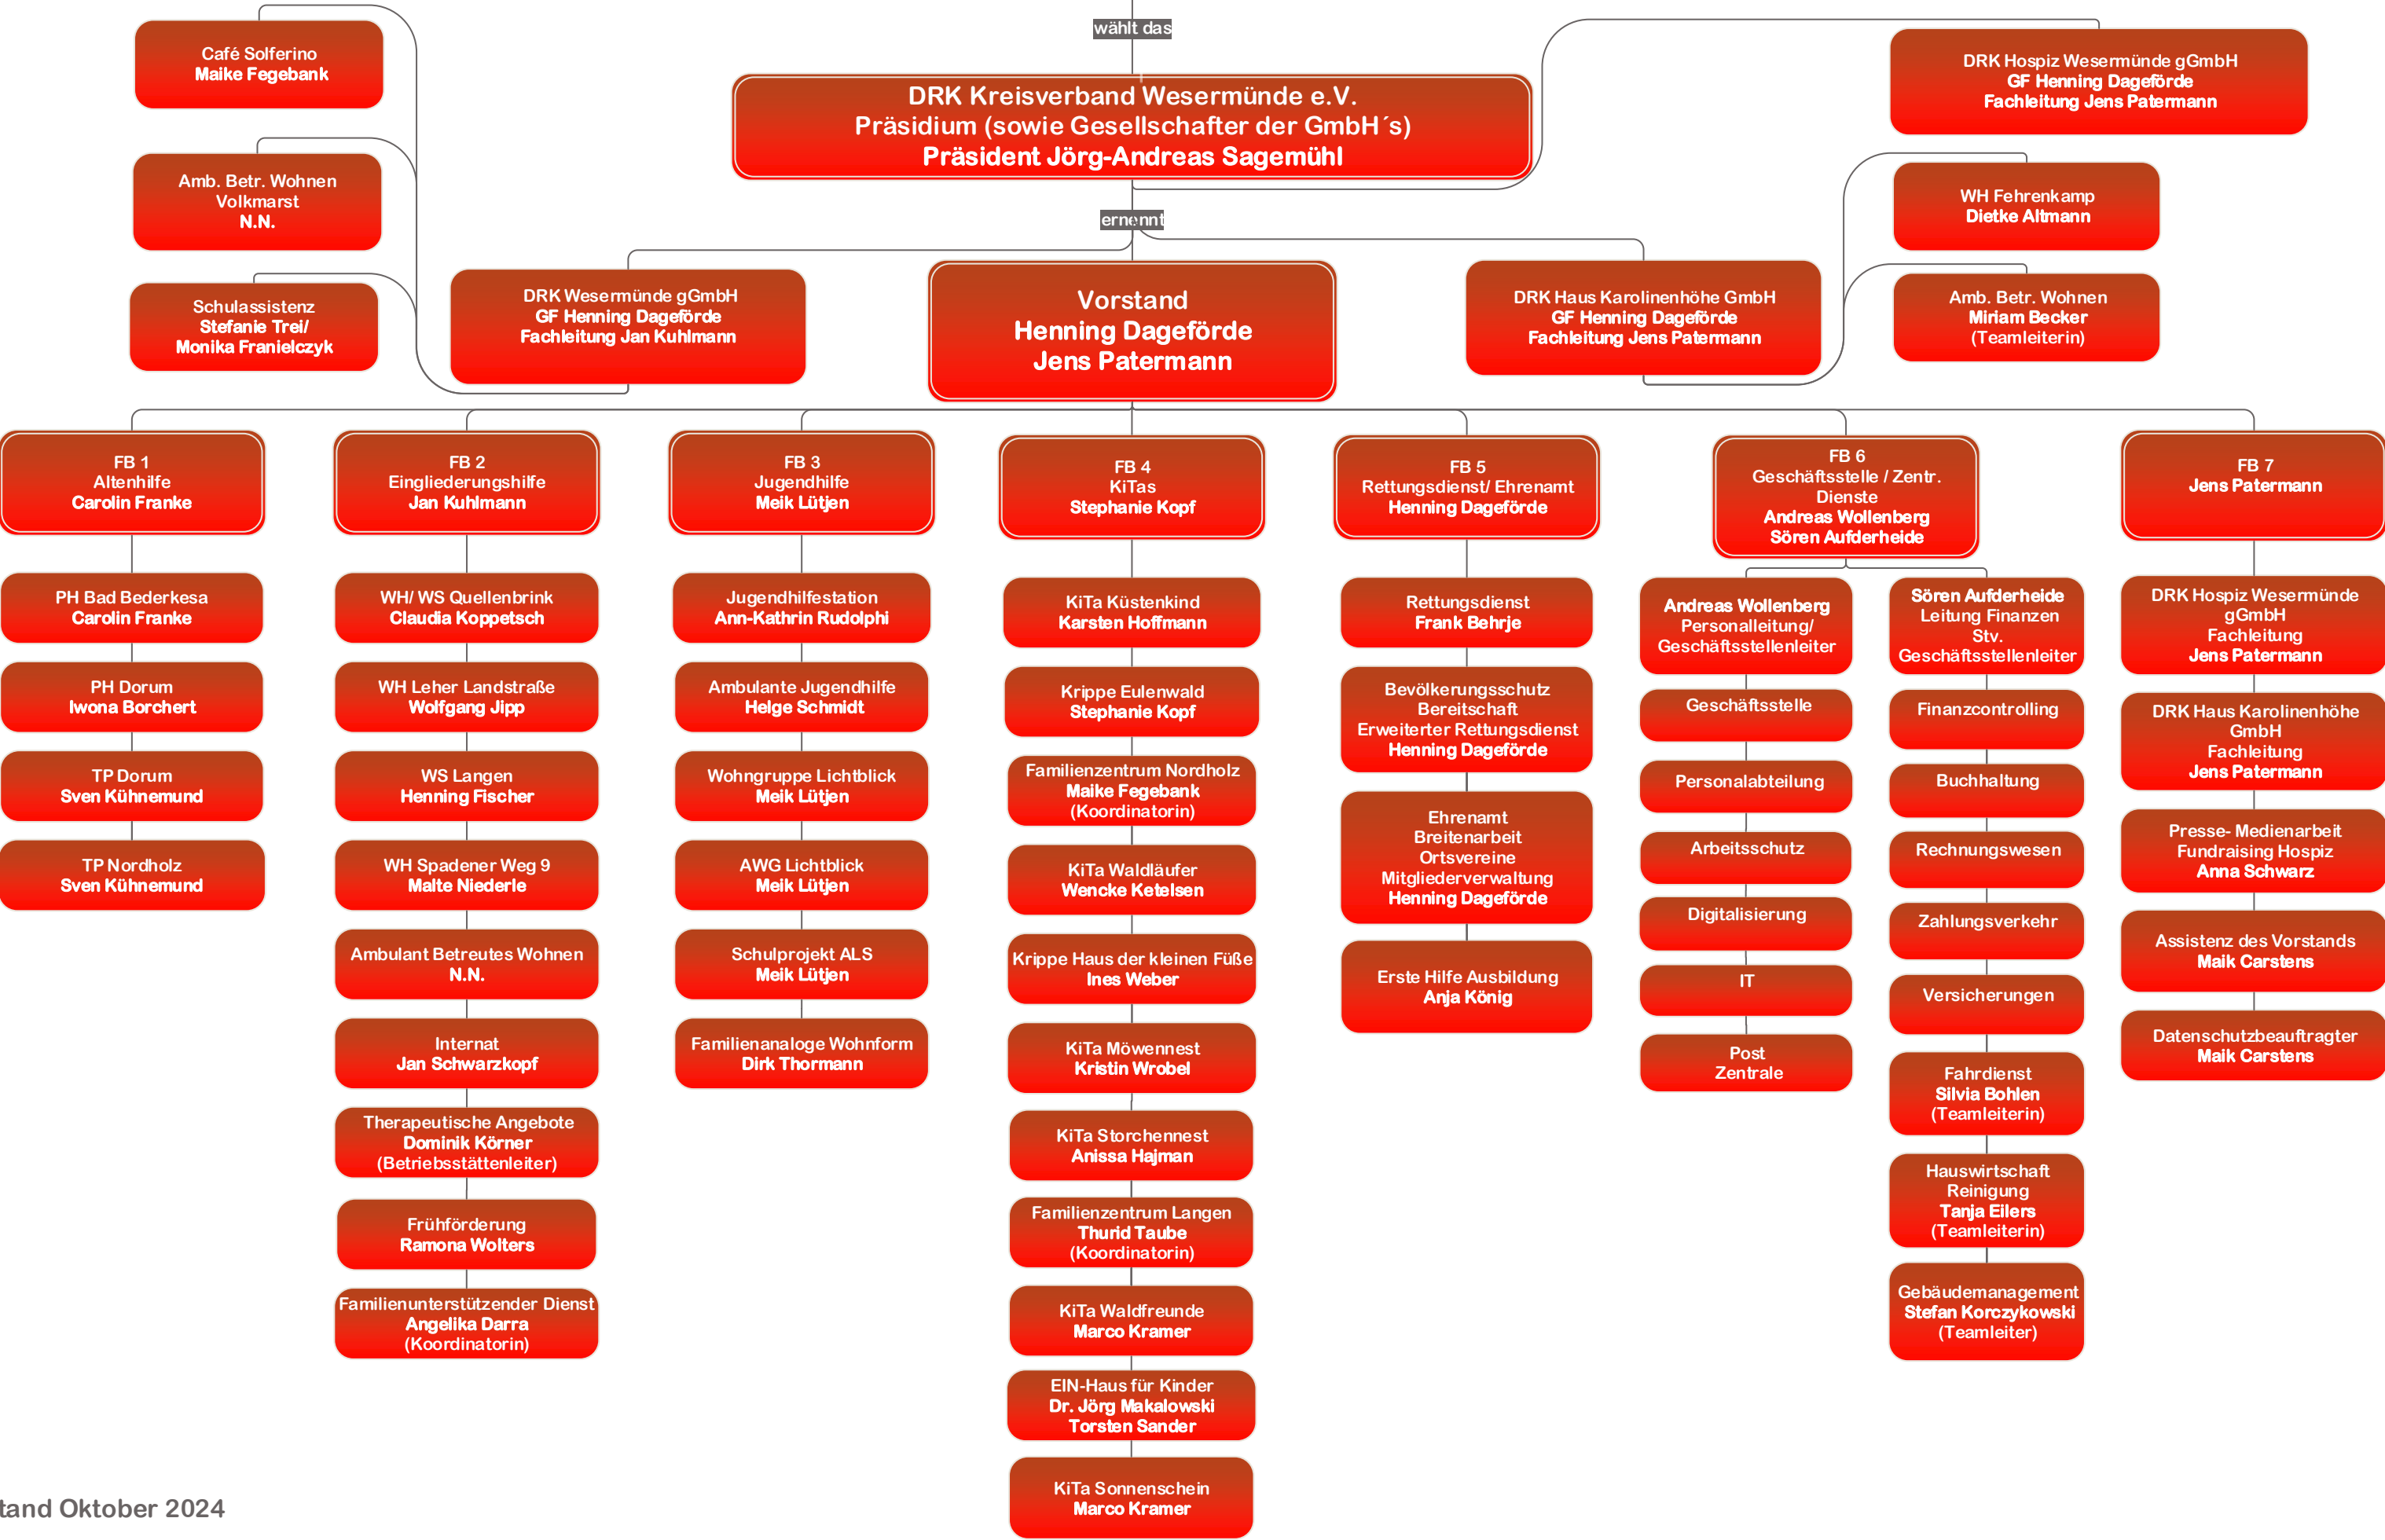 wählt das
Café Solferino
Maike Fegebank
DRK Hospiz Wesermünde gGmbH
GF Henning Dageförde
Fachleitung Jens Patermann
DRK Kreisverband Wesermünde e.V.
Präsidium (sowie Gesellschafter der GmbH´s)
Präsident Jörg-Andreas Sagemühl
Amb. Betr. Wohnen
Volkmarst
N.N.
WH Fehrenkamp
Dietke Altmann
ernennt
Schulassistenz
Stefanie Trei/
Monika Franielczyk
DRK Wesermünde gGmbH
GF Henning Dageförde
Fachleitung Jan Kuhlmann
Vorstand
Henning Dageförde
Jens Patermann
DRK Haus Karolinenhöhe GmbH
GF Henning Dageförde
Fachleitung Jens Patermann
Amb. Betr. Wohnen
Miriam Becker
(Teamleiterin)
FB 1
Altenhilfe
Carolin Franke
PH Bad Bederkesa
Carolin Franke
PH Dorum
Iwona Borchert
TP Dorum
Sven Kühnemund
TP Nordholz
Sven Kühnemund
FB 2
Eingliederungshilfe
Jan Kuhlmann
WH/ WS Quellenbrink
Claudia Koppetsch
WH Leher Landstraße
Wolfgang Jipp
WS Langen
Henning Fischer
WH Spadener Weg 9
Malte Niederle
Ambulant Betreutes Wohnen
N.N.
Internat
Jan Schwarzkopf
Therapeutische Angebote
Dominik Körner
(Betriebsstättenleiter)
Frühförderung
Ramona Wolters
Familienunterstützender Dienst
Angelika Darra
(Koordinatorin)
FB 3
Jugendhilfe
Meik Lütjen
Jugendhilfestation
Ann-Kathrin Rudolphi
Ambulante Jugendhilfe
Helge Schmidt
Wohngruppe Lichtblick
Meik Lütjen
AWG Lichtblick
Meik Lütjen
Schulprojekt ALS
Meik Lütjen
Familienanaloge Wohnform
Dirk Thormann
FB 4
KiTas
Stephanie Kopf
KiTa Küstenkind
Karsten Hoffmann
Krippe Eulenwald
Stephanie Kopf
Familienzentrum Nordholz
Maike Fegebank
(Koordinatorin)
KiTa Waldläufer
Wencke Ketelsen
Krippe Haus der kleinen Füße
Ines Weber
KiTa Möwennest
Kristin Wrobel
KiTa Storchennest
Anissa Hajman
Familienzentrum Langen
Thurid Taube
(Koordinatorin)
KiTa Waldfreunde
Marco Kramer
EIN-Haus für Kinder
Dr. Jörg Makalowski
Torsten Sander
KiTa Sonnenschein
Marco Kramer
FB 5
Rettungsdienst/ Ehrenamt
Henning Dageförde
Rettungsdienst
Frank Behrje
Bevölkerungsschutz
Bereitschaft
Erweiterter Rettungsdienst
Henning Dageförde
Ehrenamt
Breitenarbeit
Ortsvereine
Mitgliederverwaltung
Henning Dageförde
Erste Hilfe Ausbildung
Anja König
FB 6
Geschäftsstelle / Zentr.
Dienste
Andreas Wollenberg
Sören Aufderheide
Andreas Wollenberg
Personalleitung/
Geschäftsstellenleiter
Geschäftsstelle
Personalabteilung
Arbeitsschutz
Digitalisierung
IT
Post
Zentrale
Sören Aufderheide
Leitung Finanzen
Stv.
Geschäftsstellenleiter
Finanzcontrolling
Buchhaltung
Rechnungswesen
Zahlungsverkehr
Versicherungen
Fahrdienst
Silvia Bohlen
(Teamleiterin)
Hauswirtschaft
Reinigung
Tanja Eilers
(Teamleiterin)
Gebäudemanagement
Stefan Korczykowski
(Teamleiter)
FB 7
Jens Patermann
DRK Hospiz Wesermünde
gGmbH
Fachleitung
Jens Patermann
DRK Haus Karolinenhöhe
GmbH
Fachleitung
Jens Patermann
Presse- Medienarbeit
Fundraising Hospiz
Anna Schwarz
Assistenz des Vorstands
Maik Carstens
Datenschutzbeauftragter
Maik Carstens
tand Oktober 2024